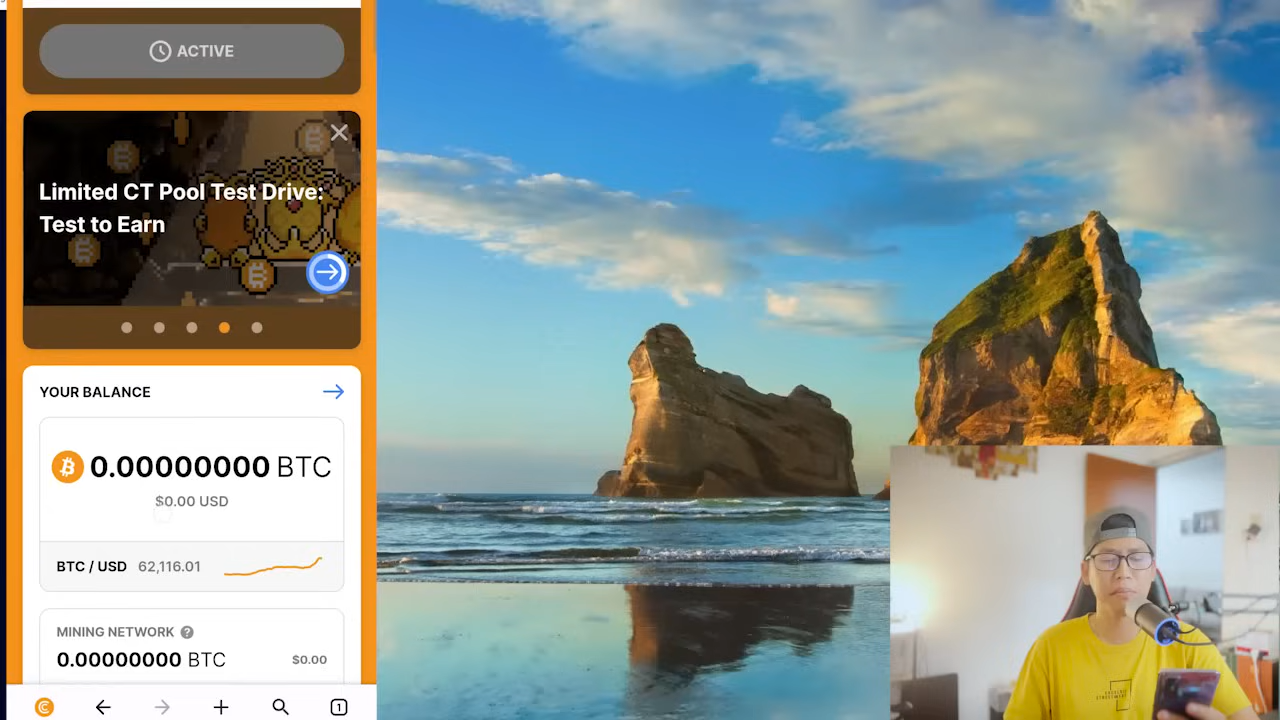 ACTIVE
Limited CT Pool Test Drive:
Test to Earn
YOUR BALANCE
0.00000000 BTC
$0.00 USD
BTC / USD 62,116.01
MINING NETWORK ?
0.00000000 BTC $0.00
1